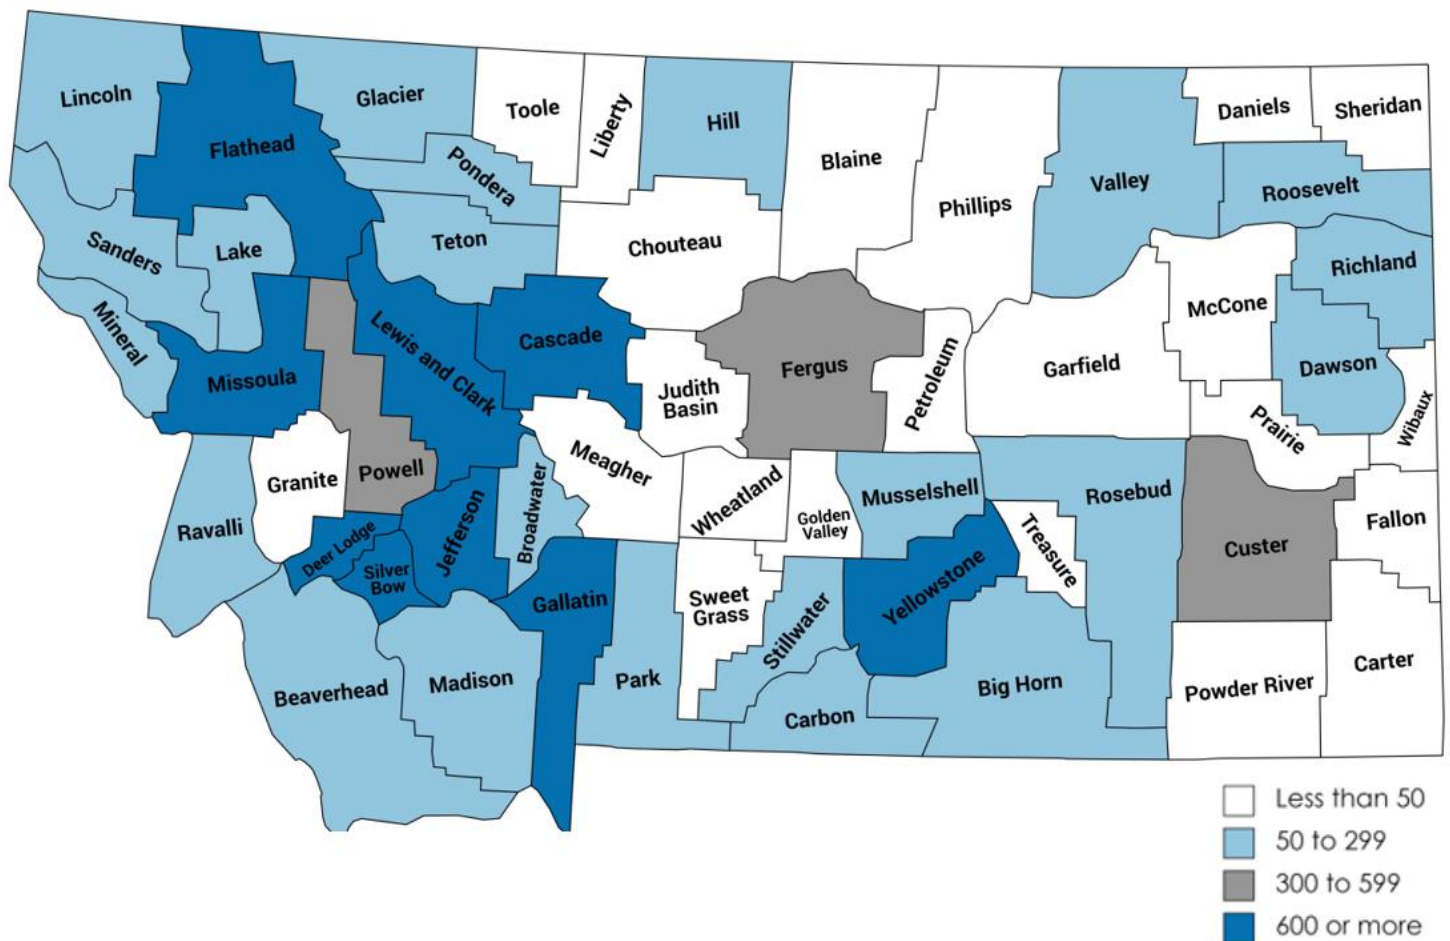 Lincoln
Flathead
Glacier
Toole
Liberty
Hill
Blaine
Phillips
Valley
Daniels
Sheridan
Roosevelt
Pondera
Teton
Chouteau
Sanders
Lake
Richland
McCone
Mineral
Missoula
Lewis and Clark
Cascade
Judith
Basin
Fergus
Petroleum
Garfield
Dawson
Wibaux
Prairie
Granite
Powell
Meagher
Wheatland
Golden
Valley
Musselshell
Rosebud
Treasure
Custer
Fallon
Ravalli
Deer Lodge
Silver
Bow
Jefferson
Broadwater
Gallatin
Sweet
Grass
Stillwater
Yellowstone
Beaverhead
Madison
Park
Carbon
Big Horn
Powder River
Carter
Less than 50
50 to 299
300 to 599
600 or more